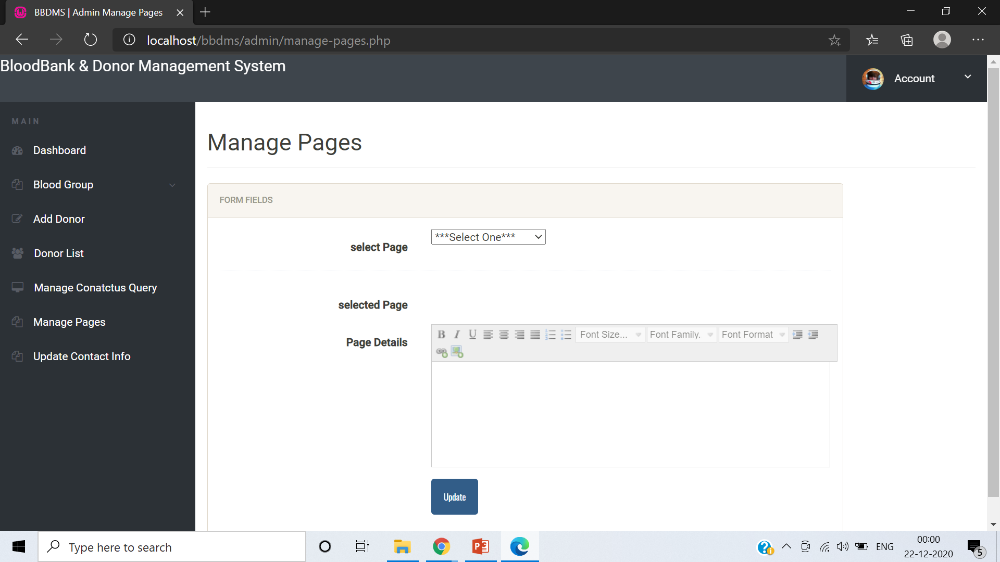 BBDMS | Admin Manage Pages
localhost/bbdms/admin/manage-pages.php
BloodBank & Donor Management System
Account
MAIN
Dashboard
Blood Group
Add Donor
Donor List
Manage Conatctus Query
Manage Pages
Update Contact Info
Manage Pages
FORM FIELDS
select Page
***Select One***
selected Page
Page Details
B I U Font Size... Font Family. Font Format
Update
Type here to search
ENG
00:00
22-12-2020
5